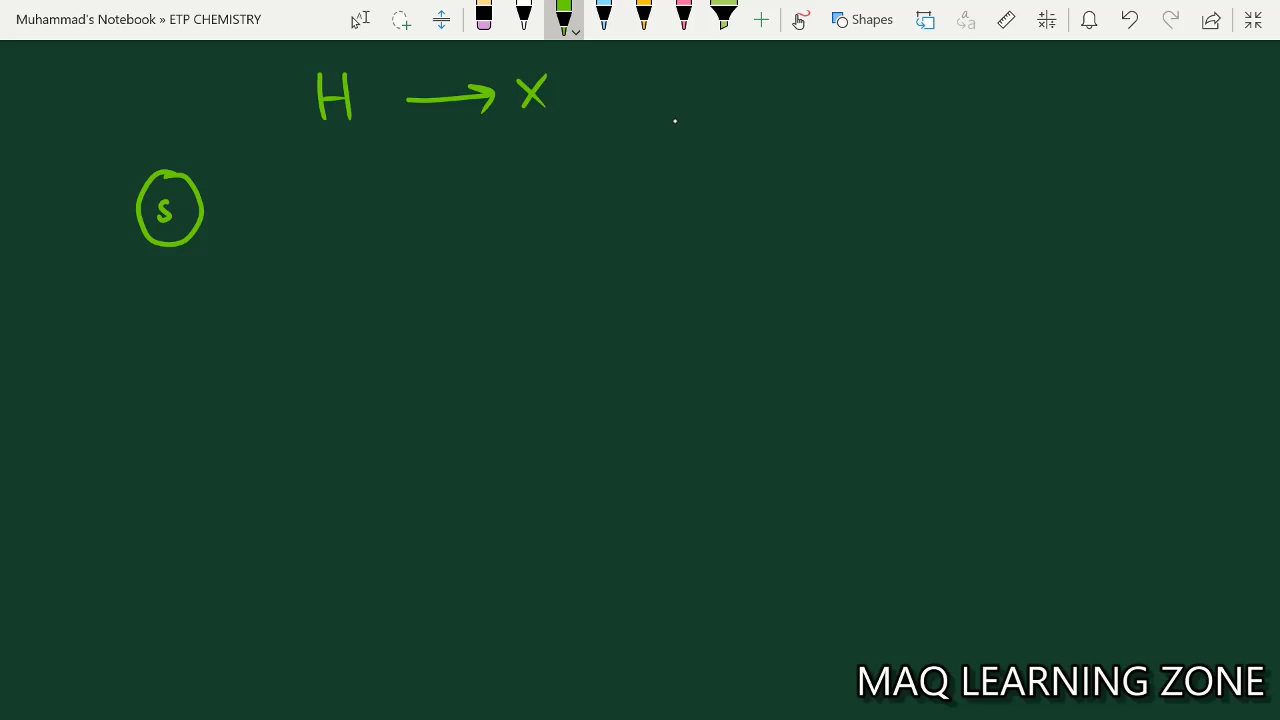 Muhammad's Notebook » ETP CHEMISTRY
Shapes
H → X
s
MAQ LEARNING ZONE